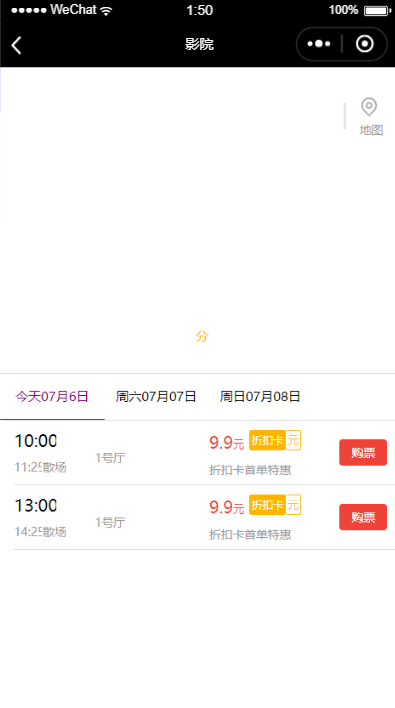 WeChat 1:50 100%
影院
地图
分
今天07月6日 周六07月07日 周日07月08日
10:00 1号厅 9.9元 折扣卡 元 购票
11:25散场 折扣卡首单特惠
13:00 1号厅 9.9元 折扣卡 元 购票
14:25散场 折扣卡首单特惠